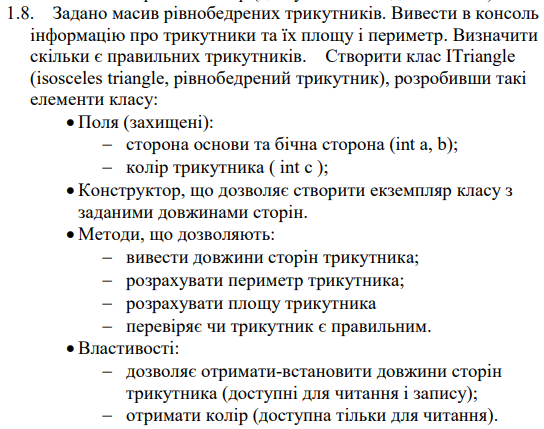 1.8. Задано масив рівнобедрених трикутників. Вивести в консоль
інформацію про трикутники та їх площу і периметр. Визначити
скільки є правильних трикутників. Створити клас ITriangle
(isosceles triangle, рівнобедрений трикутник), розробивши такі
елементи класу:
• Поля (захищені):
− сторона основи та бічна сторона (int a, b);
− колір трикутника ( int c );
• Конструктор, що дозволяє створити екземпляр класу з
заданими довжинами сторін.
• Методи, що дозволяють:
− вивести довжини сторін трикутника;
− розрахувати периметр трикутника;
− розрахувати площу трикутника
− перевіряє чи трикутник є правильним.
• Властивості:
− дозволяє отримати-встановити довжини сторін
трикутника (доступні для читання і запису);
− отримати колір (доступна тільки для читання).